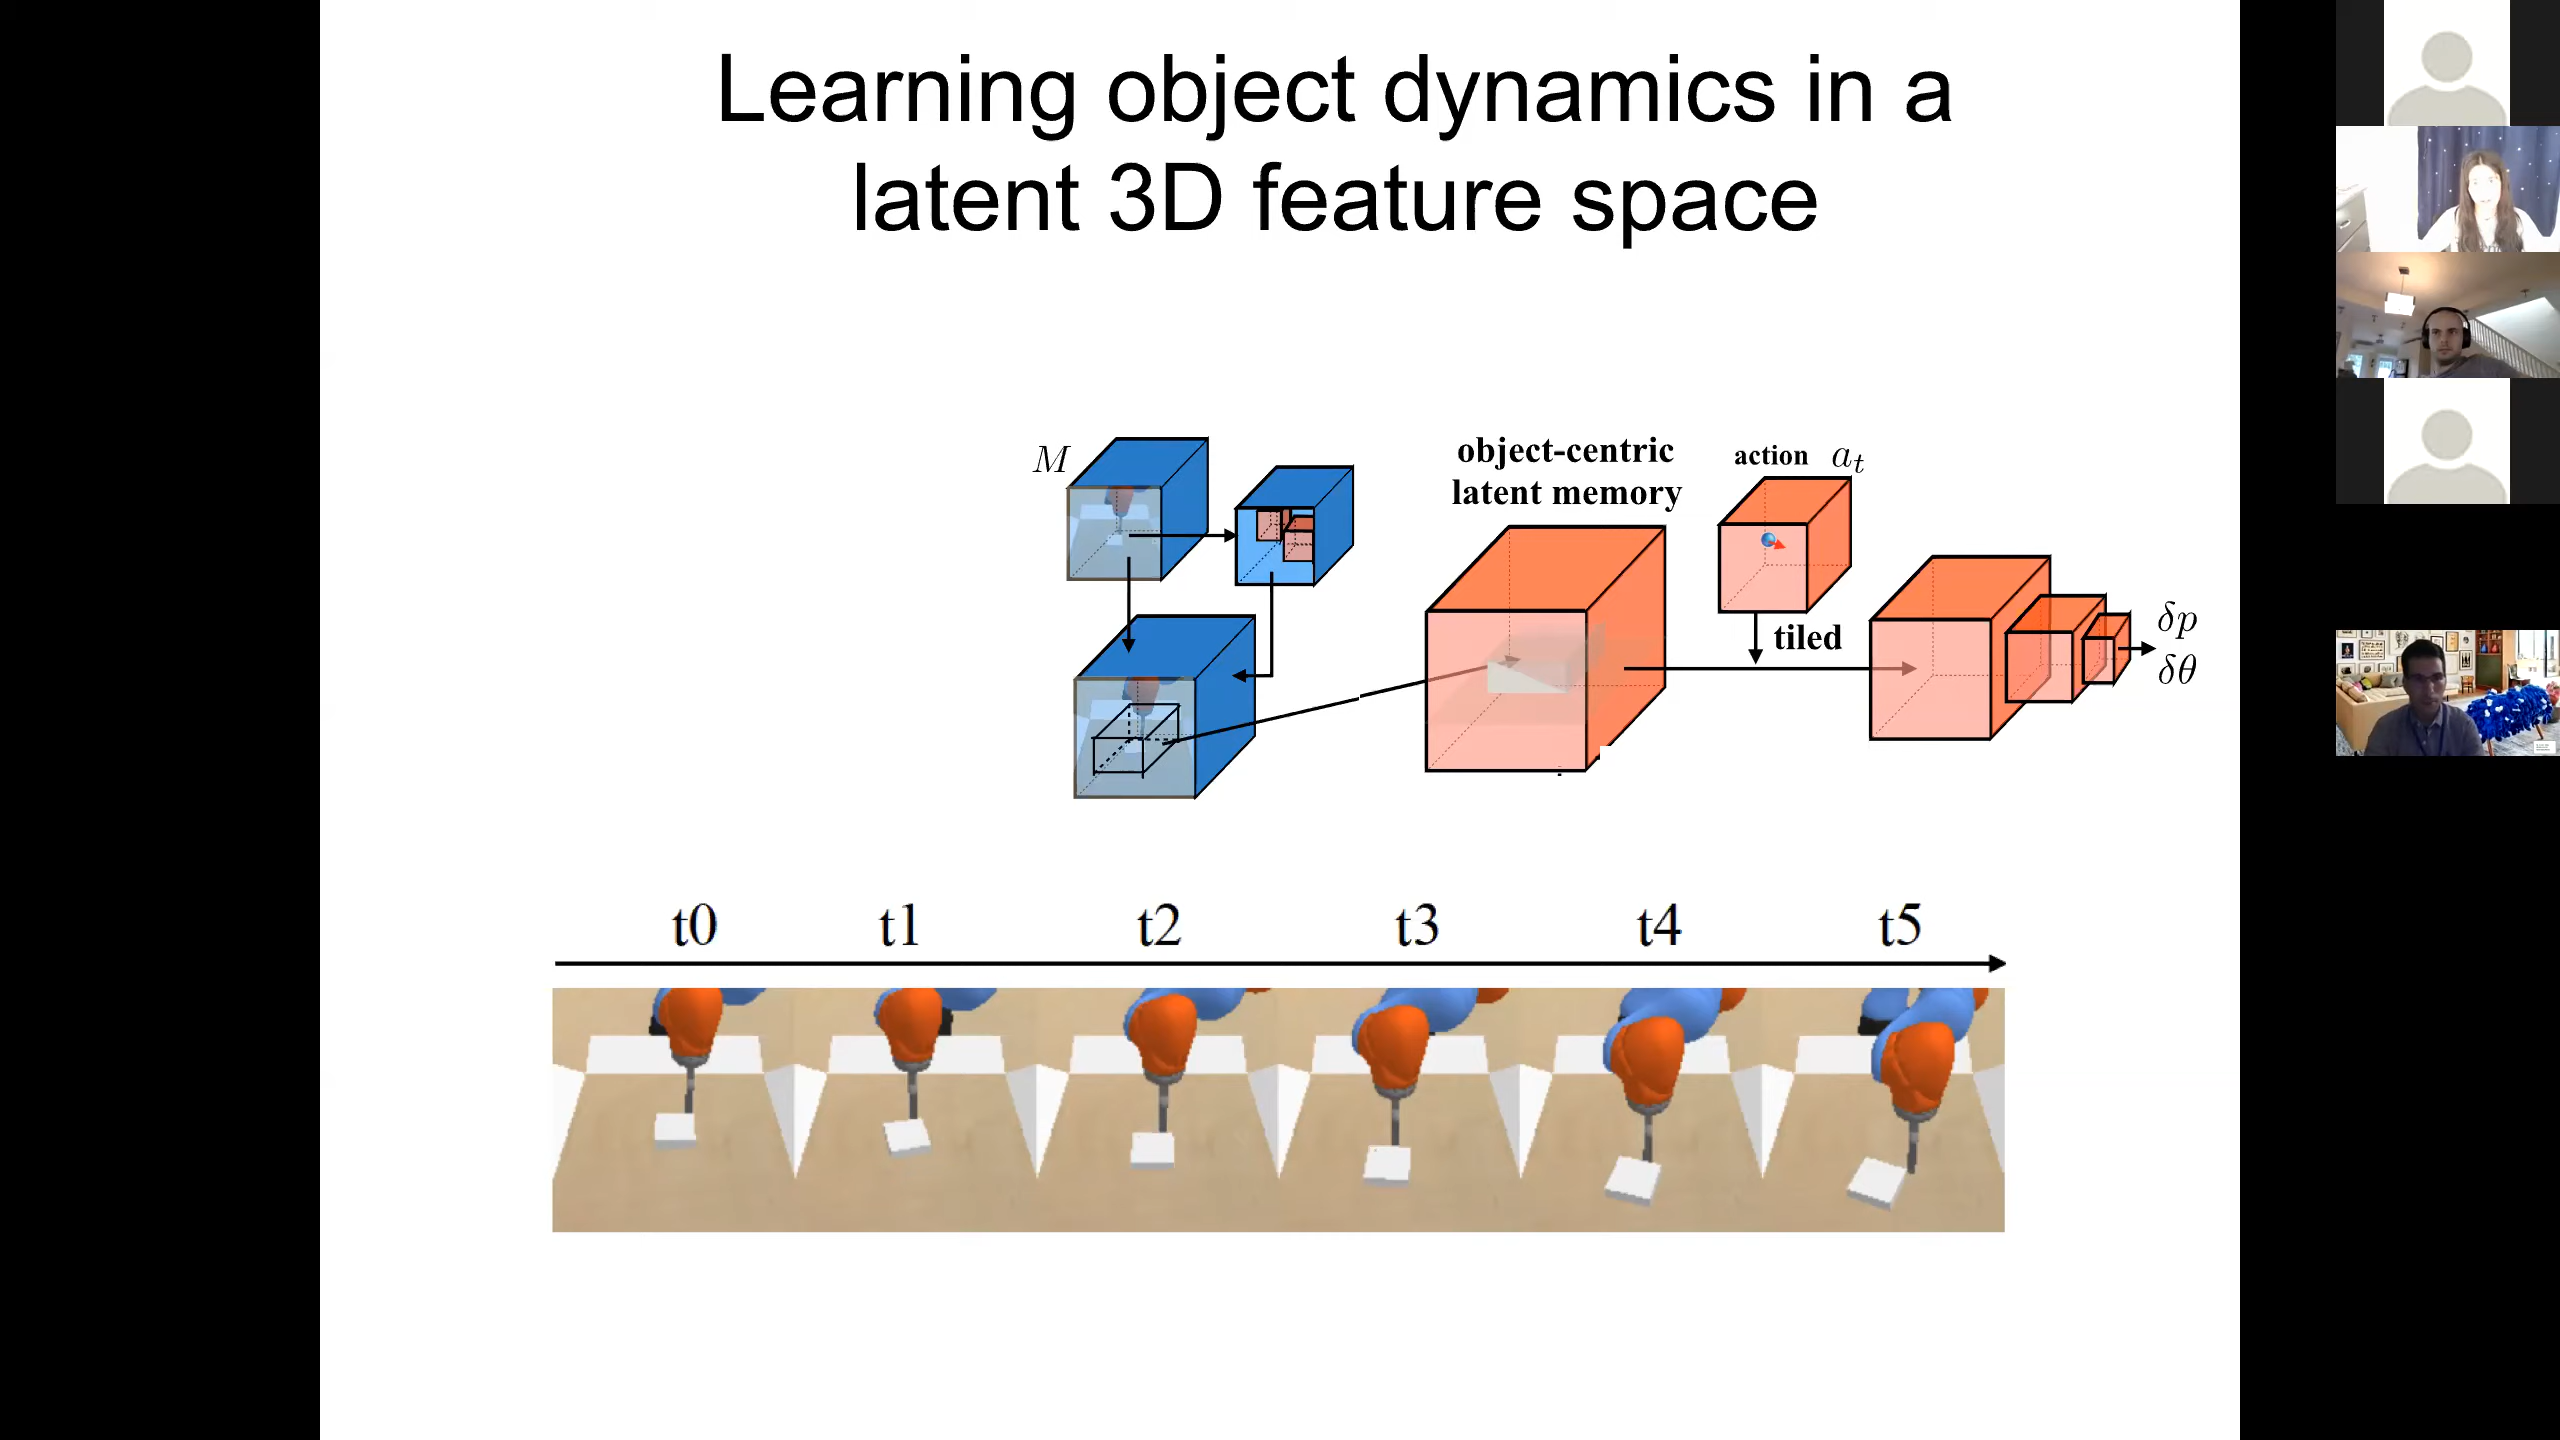 Learning object dynamics in a
latent 3D feature space
M
object-centric
latent memory
action a_t
tiled
δp
δθ
t0 t1 t2 t3 t4 t5